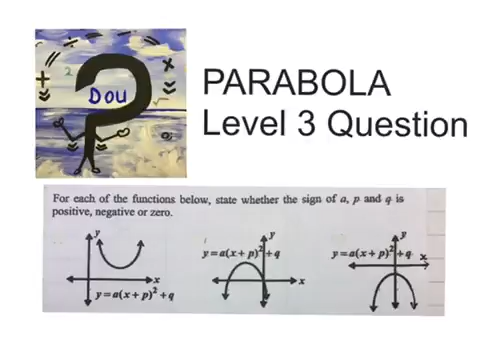 Dou
PARABOLA
Level 3 Question
For each of the functions below, state whether the sign of a, p and q is
positive, negative or zero.
y
x
y=a(x+p)²+q
y
y=a(x+p)²+q
x
y
y=a(x+p)²+q
x